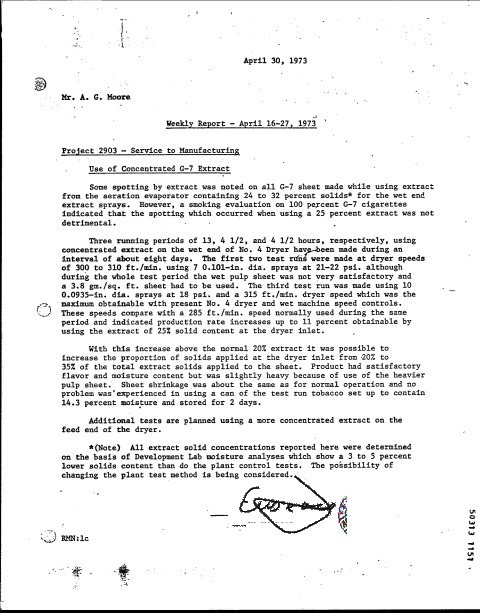 April 30, 1973
Mr. A. G. Moore
Weekly Report - April 16-27, 1973
Project 2903 - Service to Manufacturing
Use of Concentrated G-7 Extract
Some spotting by extract was noted on all G-7 sheet made while using extract
from the aeration evaporator containing 24 to 32 percent solids* for the wet end
extract sprays. However, a smoking evaluation on 100 percent G-7 cigarettes
indicated that the spotting which occurred when using a 25 percent extract was not
detrimental.
Three running periods of 13, 4 1/2, and 4 1/2 hours, respectively, using
concentrated extract on the wet end of No. 4 Dryer have been made during an
interval of about eight days. The first two test runs were made at dryer speeds
of 300 to 310 ft./min. using 7 0.101-in. dia. sprays at 21-22 psi. although
during the whole test period the wet pulp sheet was not very satisfactory and
a 3.8 gm./sq. ft. sheet had to be used. The third test run was made using 10
0.0935-in. dia. sprays at 18 psi. and a 315 ft./min. dryer speed which was the
maximum obtainable with present No. 4 dryer and wet machine speed controls.
These speeds compare with a 285 ft./min. speed normally used during the same
period and indicated production rate increases up to 11 percent obtainable by
using the extract of 25% solid content at the dryer inlet.
With this increase above the normal 20% extract it was possible to
increase the proportion of solids applied at the dryer inlet from 20% to
35% of the total extract solids applied to the sheet. Product had satisfactory
flavor and moisture content but was slightly heavy because of use of the heavier
pulp sheet. Sheet shrinkage was about the same as for normal operation and no
problem was experienced in using a can of the test run tobacco set up to contain
14.3 percent moisture and stored for 2 days.
Additional tests are planned using a more concentrated extract on the
feed end of the dryer.
*(Note) All extract solid concentrations reported here were determined
on the basis of Development Lab moisture analyses which show a 3 to 5 percent
lower solids content than do the plant control tests. The possibility of
changing the plant test method is being considered.
RMN:lc
50313 1151